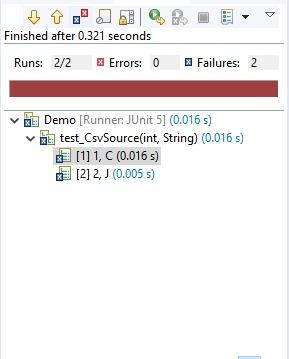 Finished after 0.321 seconds
Runs: 2/2 Errors: 0 Failures: 2
Demo [Runner: JUnit 5] (0.016 s)
test_CsvSource(int, String) (0.016 s)
[1] 1, C (0.016 s)
[2] 2, J (0.005 s)